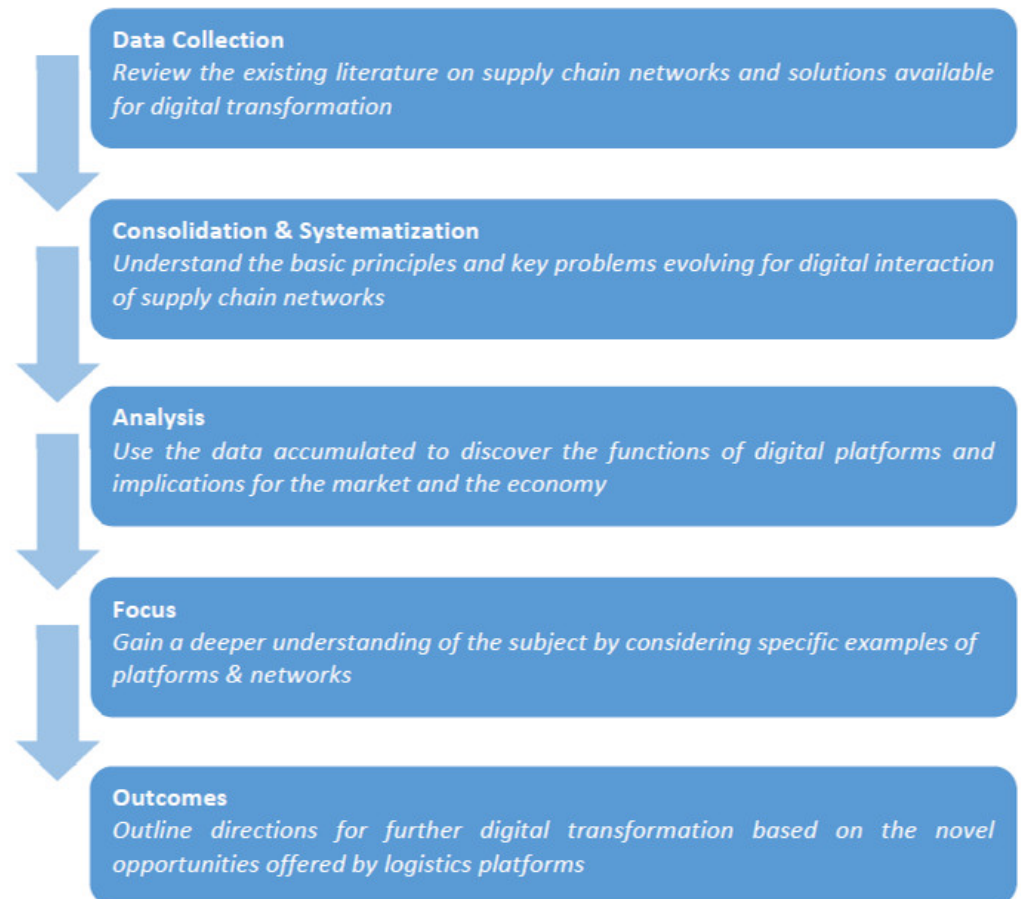 Data Collection
Review the existing literature on supply chain networks and solutions available
for digital transformation
Consolidation & Systematization
Understand the basic principles and key problems evolving for digital interaction
of supply chain networks
Analysis
Use the data accumulated to discover the functions of digital platforms and
implications for the market and the economy
Focus
Gain a deeper understanding of the subject by considering specific examples of
platforms & networks
Outcomes
Outline directions for further digital transformation based on the novel
opportunities offered by logistics platforms